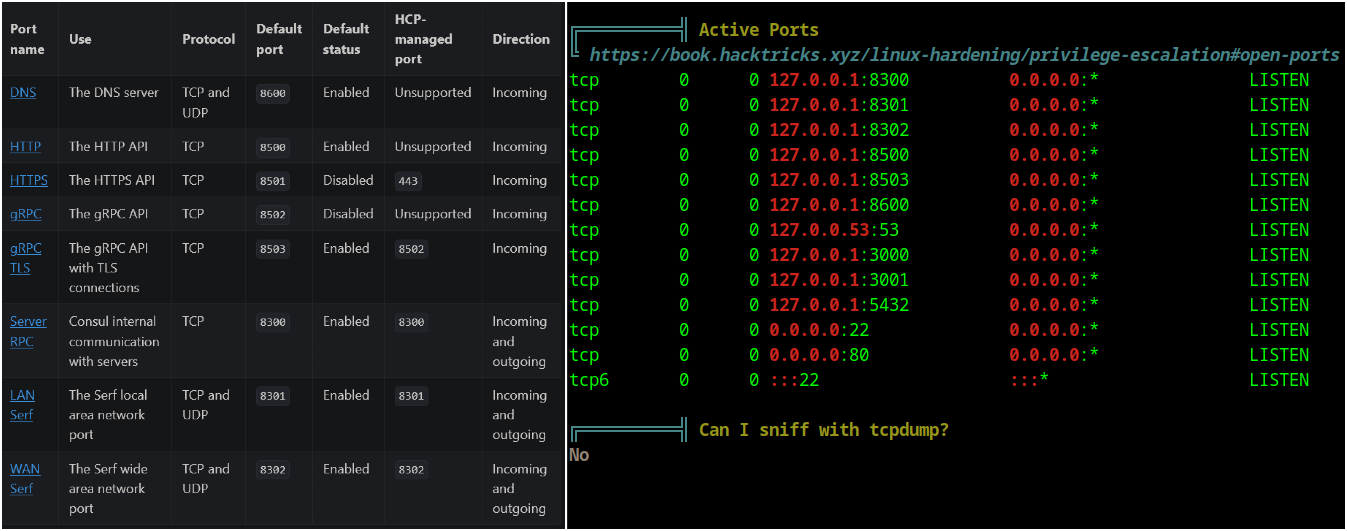 Port name Use Protocol Default port Default status HCP-managed port Direction
DNS The DNS server TCP and UDP 8600 Enabled Unsupported Incoming
HTTP The HTTP API TCP 8500 Enabled Unsupported Incoming
HTTPS The HTTPS API TCP 8501 Disabled 443 Incoming
gRPC The gRPC API TCP 8502 Disabled Unsupported Incoming
gRPC TLS The gRPC API with TLS connections TCP 8503 Enabled 8502 Incoming
Server RPC Consul internal communication with servers TCP 8300 Enabled 8300 Incoming and outgoing
LAN Serf The Serf local area network port TCP and UDP 8301 Enabled 8301 Incoming and outgoing
WAN Serf The Serf wide area network port TCP and UDP 8302 Enabled 8302 Incoming and outgoing
Active Ports
https://book.hacktricks.xyz/linux-hardening/privilege-escalation#open-ports
tcp 0 0 127.0.0.1:8300 0.0.0.0:* LISTEN
tcp 0 0 127.0.0.1:8301 0.0.0.0:* LISTEN
tcp 0 0 127.0.0.1:8302 0.0.0.0:* LISTEN
tcp 0 0 127.0.0.1:8500 0.0.0.0:* LISTEN
tcp 0 0 127.0.0.1:8503 0.0.0.0:* LISTEN
tcp 0 0 127.0.0.1:8600 0.0.0.0:* LISTEN
tcp 0 0 127.0.0.53:53 0.0.0.0:* LISTEN
tcp 0 0 127.0.0.1:3000 0.0.0.0:* LISTEN
tcp 0 0 127.0.0.1:3001 0.0.0.0:* LISTEN
tcp 0 0 127.0.0.1:5432 0.0.0.0:* LISTEN
tcp 0 0 0.0.0.0:22 0.0.0.0:* LISTEN
tcp 0 0 0.0.0.0:80 0.0.0.0:* LISTEN
tcp6 0 0 :::22 :::* LISTEN
Can I sniff with tcpdump?
No